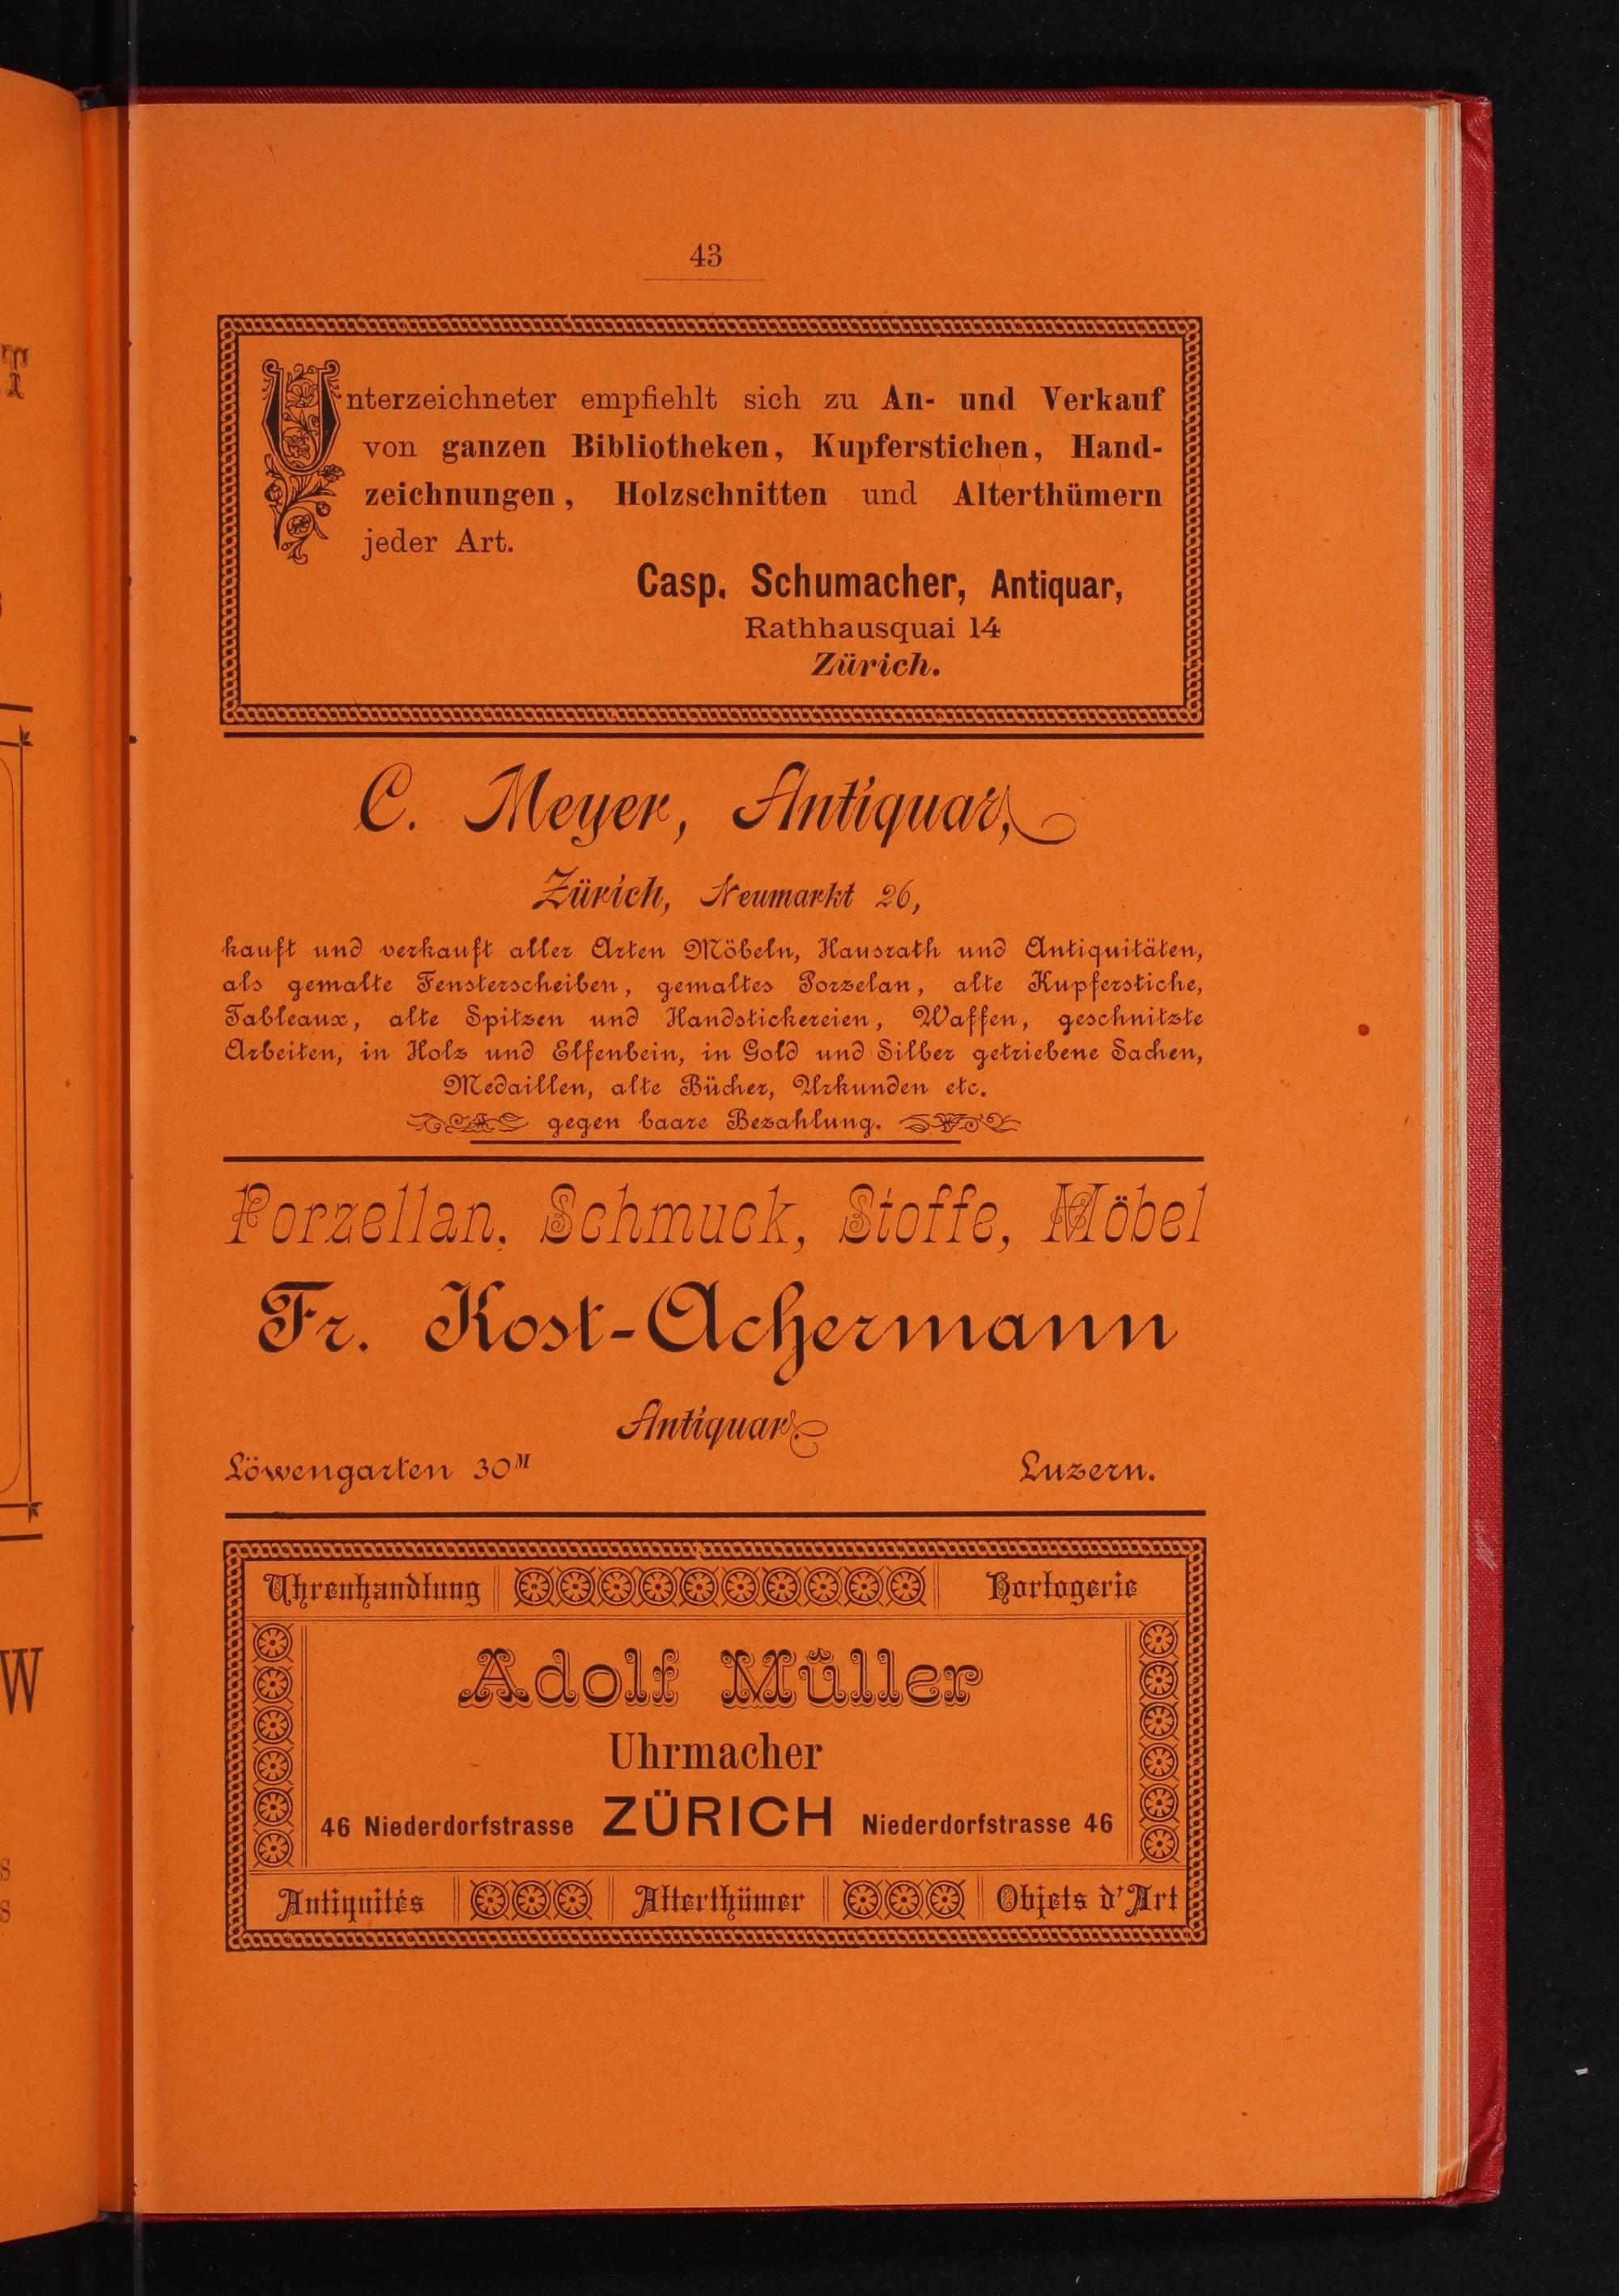 43
Unterzeichneter empfiehlt sich zu An- und Verkauf
von ganzen Bibliotheken, Kupferstichen, Hand-
zeichnungen, Holzschnitten und Alterthümern
jeder Art.
Casp. Schumacher, Antiquar,
Rathhausquai 14
Zürich.
C. Meyer, Antiquar,
Zürich, Neumarkt 26,
kauft und verkauft aller Arten Möbeln, Hausrath und Antiquitäten,
als gemalte Fensterscheiben, gemaltes Porzelan, alte Kupferstiche,
Tableaux, alte Spitzen und Handstickereien, Waffen, geschnitzte
Arbeiten, in Holz und Elfenbein, in Gold und Silber getriebene Sachen,
Medaillen, alte Bücher, Urkunden etc.
gegen baare Bezahlung.
Porzellan, Schmuck, Stoffe, Möbel
Fr. Kost-Achermann
Antiquar.
Löwengarten 30M Luzern.
Uhrenhandlung Horlogerie
Adolf Müller
Uhrmacher
46 Niederdorfstrasse ZÜRICH Niederdorfstrasse 46
Antiquités Alterthümer Objets d'Art
T
W
s
s